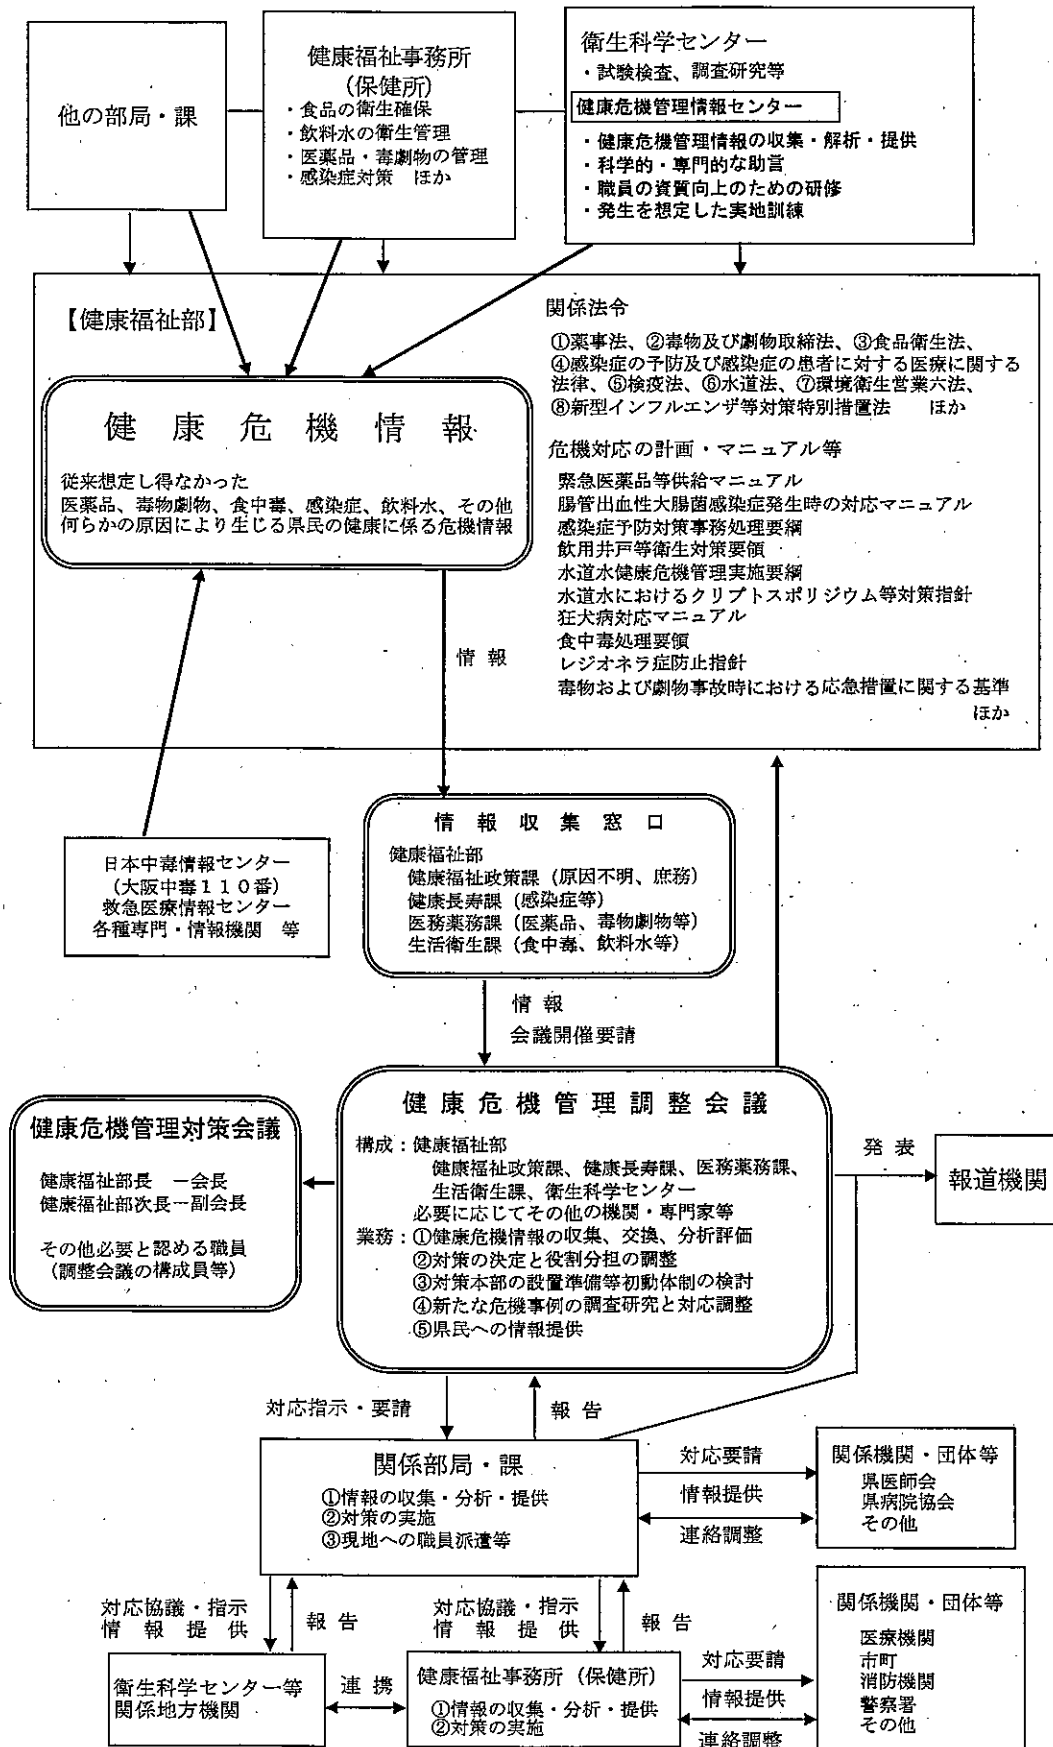 他の部局・課
健康福祉事務所
(保健所)
・食品の衛生確保
・飲料水の衛生管理
・医薬品・毒劇物の管理
・感染症対策 ほか
衛生科学センター
・試験検査、調査研究等
健康危機管理情報センター
・健康危機管理情報の収集・解析・提供
・科学的・専門的な助言
・職員の資質向上のための研修
・発生を想定した実地訓練
【健康福祉部】
健康危機情報
従来想定し得なかった
医薬品、毒物劇物、食中毒、感染症、飲料水、その他
何らかの原因により生じる県民の健康に係る危機情報
関係法令
①薬事法、②毒物及び劇物取締法、③食品衛生法、
④感染症の予防及び感染症の患者に対する医療に関する
法律、⑤検疫法、⑥水道法、⑦環境衛生営業六法、
⑧新型インフルエンザ等対策特別措置法 ほか
危機対応の計画・マニュアル等
緊急医薬品等供給マニュアル
腸管出血性大腸菌感染症発生時の対応マニュアル
感染症予防対策事務処理要綱
飲用井戸等衛生対策要領
水道水健康危機管理実施要綱
水道水におけるクリプトスポリジウム等対策指針
狂犬病対応マニュアル
食中毒処理要領
レジオネラ症防止指針
毒物および劇物事故時における応急措置に関する基準
ほか
情報
日本中毒情報センター
(大阪中毒110番)
救急医療情報センター
各種専門・情報機関 等
情報収集窓口
健康福祉部
健康福祉政策課(原因不明、庶務)
健康長寿課(感染症等)
医務薬務課(医薬品、毒物劇物等)
生活衛生課(食中毒、飲料水等)
情報
会議開催要請
健康危機管理対策会議
健康福祉部長 ー会長
健康福祉部次長ー副会長
その他必要と認める職員
(調整会議の構成員等)
健康危機管理調整会議
構成:健康福祉部
健康福祉政策課、健康長寿課、医務薬務課、
生活衛生課、衛生科学センター
必要に応じてその他の機関・専門家等
業務:①健康危機情報の収集、交換、分析評価
②対策の決定と役割分担の調整
③対策本部の設置準備等初動体制の検討
④新たな危機事例の調査研究と対応調整
⑤県民への情報提供
発表
報道機関
対応指示・要請
報告
関係部局・課
①情報の収集・分析・提供
②対策の実施
③現地への職員派遣等
対応要請
情報提供
連絡調整
関係機関・団体等
県医師会
県病院協会
その他
対応協議・指示
情報提供
報告
対応協議・指示
情報提供
報告
衛生科学センター等
関係地方機関
連携
健康福祉事務所(保健所)
①情報の収集・分析・提供
②対策の実施
対応要請
情報提供
連絡調整
関係機関・団体等
医療機関
市町
消防機関
警察署
その他